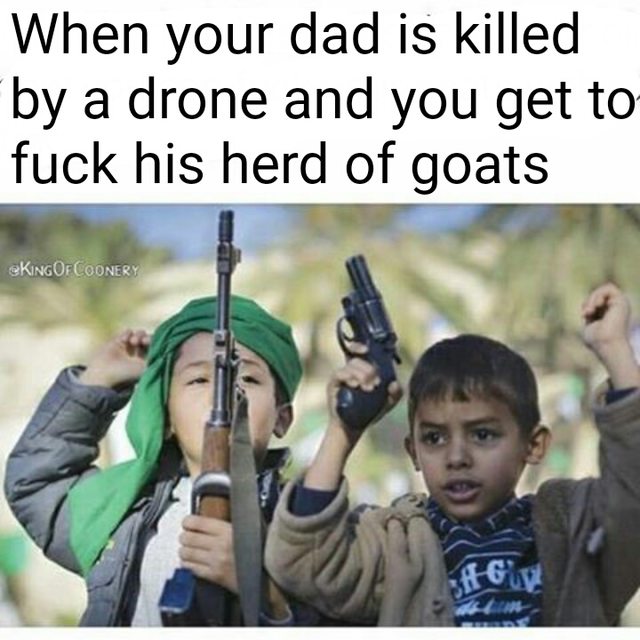 When your dad is killed
by a drone and you get to
fuck his herd of goats
@KINGOFCOONERY